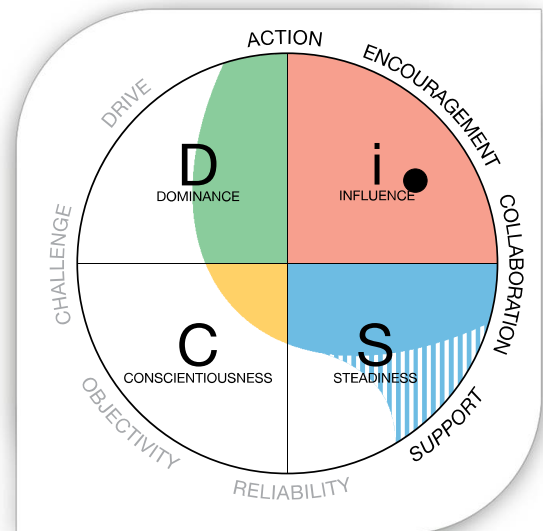 ACTION
ENCOURAGEMENT
DRIVE
D
DOMINANCE
i
INFLUENCE
CHALLENGE
COLLABORATION
C
CONSCIENTIOUSNESS
S
STEADINESS
OBJECTIVITY
SUPPORT
RELIABILITY